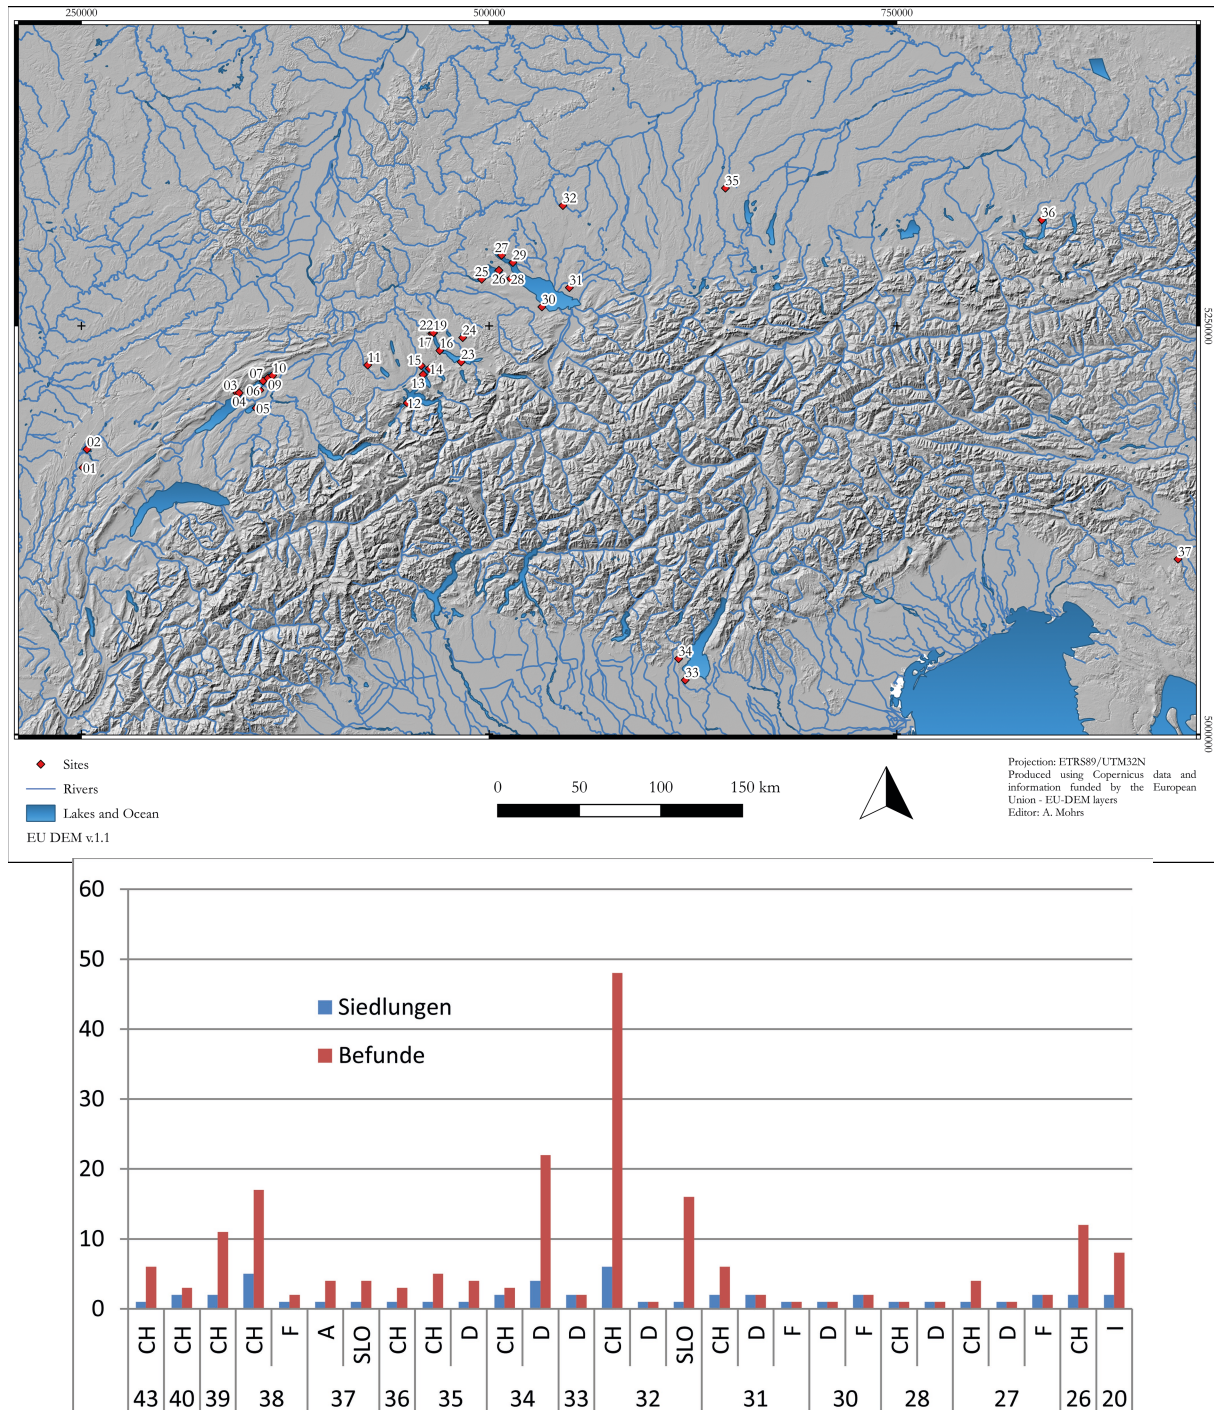 250000 500000 750000
35
32
36
27
29
25
26 28
31
30
5250000
2219
24
17 16
23
11
15
14
13
10
07
09
03 06
12
04 05
02
01
37
34
33
5000000
Sites
Rivers
Lakes and Ocean
EU DEM v.1.1
0 50 100 150 km
Projection: ETRS89/UTM32N
Produced using Copernicus data and
information funded by the European
Union - EU-DEM layers
Editor: A. Mohrs
60
50
40
30
20
10
0
Siedlungen
Befunde
CH CH CH CH F A SLO CH CH D CH D D CH D SLO CH D F D F CH D CH D F CH I
43 40 39 38 37 36 35 34 33 32 31 30 28 27 26 20